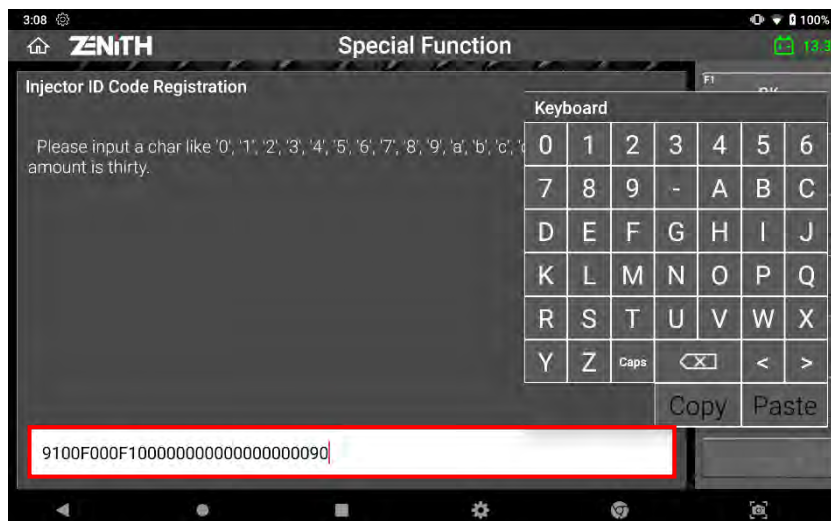 3:08
100%
ZENITH
Special Function
13.3
Injector ID Code Registration
F1
Keyboard
Please input a char like '0', '1', '2', '3', '4', '5', '6', '7', '8', '9', 'a', 'b', 'c',
amount is thirty.
0 1 2 3 4 5 6
7 8 9 - A B C
D E F G H I J
K L M N O P Q
R S T U V W X
Y Z Caps < >
Copy Paste
9100F000F100000000000000000090